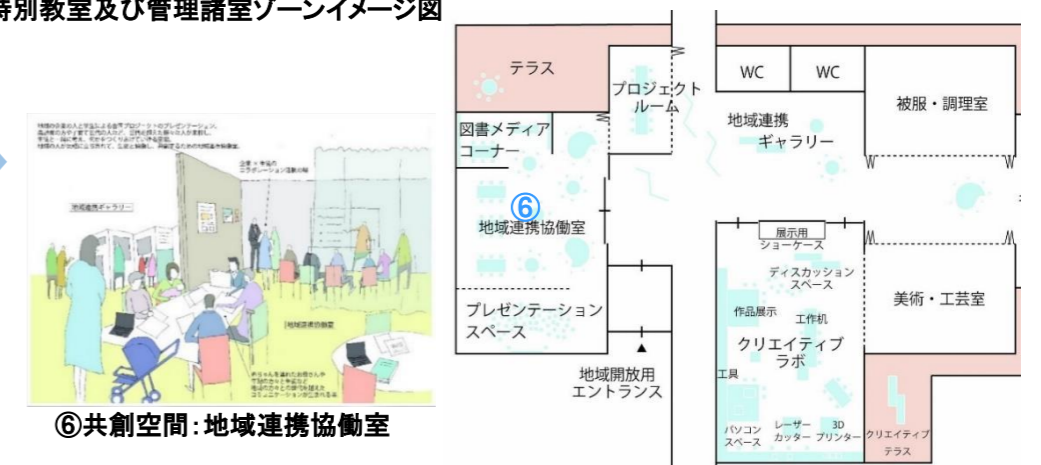 特別教室及び管理諸室ゾーンイメージ図
地域連携ギャラリー
地域連携協働室
⑥共創空間:地域連携協働室
テラス
プロジェクト
ルーム
WC
WC
被服・調理室
図書メディア
コーナー
地域連携
ギャラリー
⑥
地域連携協働室
展示用
ショーケース
ディスカッション
スペース
プレゼンテーション
スペース
作品展示
工作机
美術・工芸室
クリエイティブ
ラボ
地域開放用
エントランス
工具
パソコン
スペース
レーザー
カッター
3D
プリンター
クリエイティブ
テラス